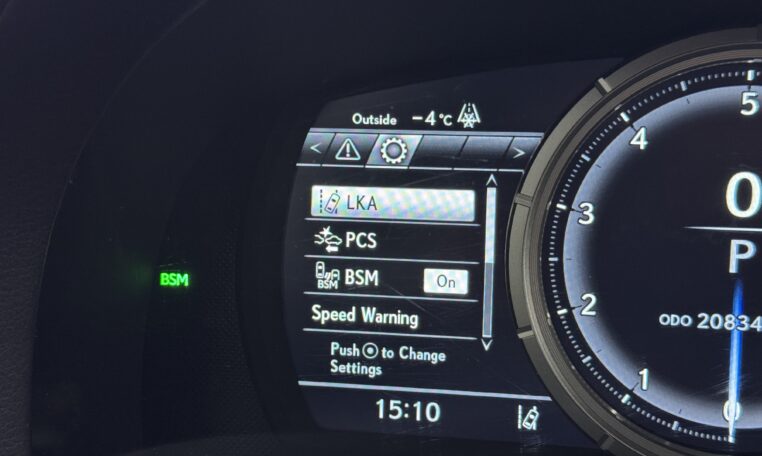 Outside -4°C
< >
LKA
PCS
BSM BSM On
Speed Warning
Push ⊙ to Change
Settings
15:10
BSM
5
4
3
2
1
0
0
P
ODO 20834